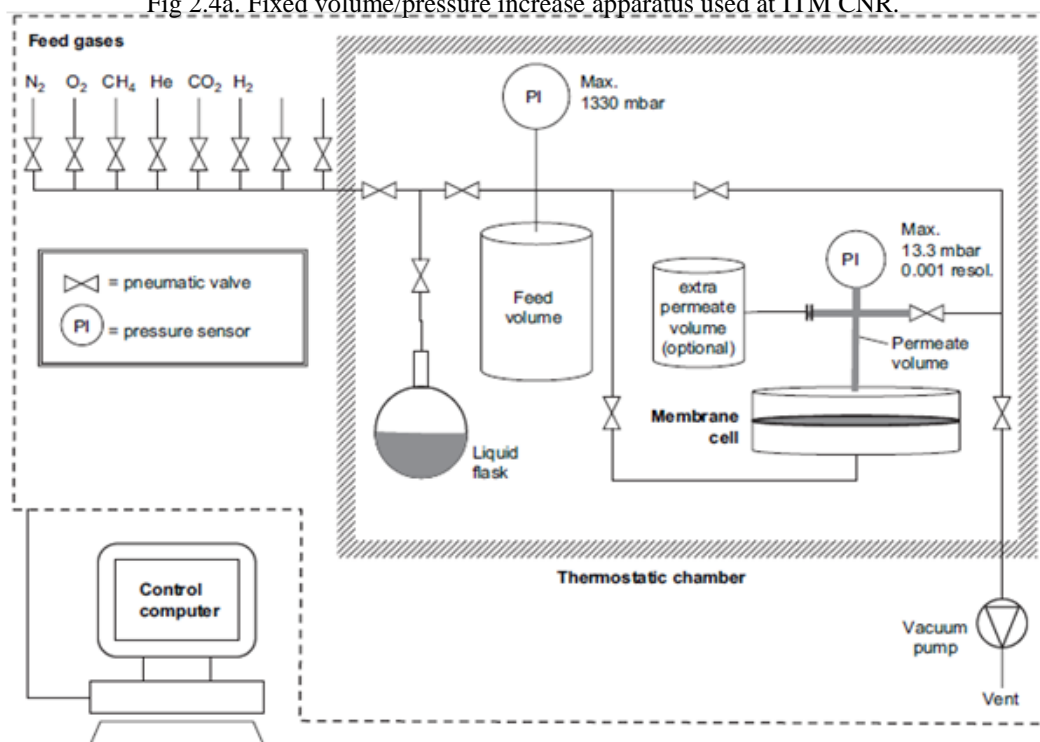 Fig 2.4a. Fixed volume/pressure increase apparatus used at ITM CNR.
Feed gases
N₂ O₂ CH₄ He CO₂ H₂
PI
Max.
1330 mbar
= pneumatic valve
PI = pressure sensor
Feed
volume
extra
permeate
volume
(optional)
PI
Max.
13.3 mbar
0.001 resol.
Permeate
volume
Membrane
cell
Liquid
flask
Thermostatic chamber
Control
computer
Vacuum
pump
Vent